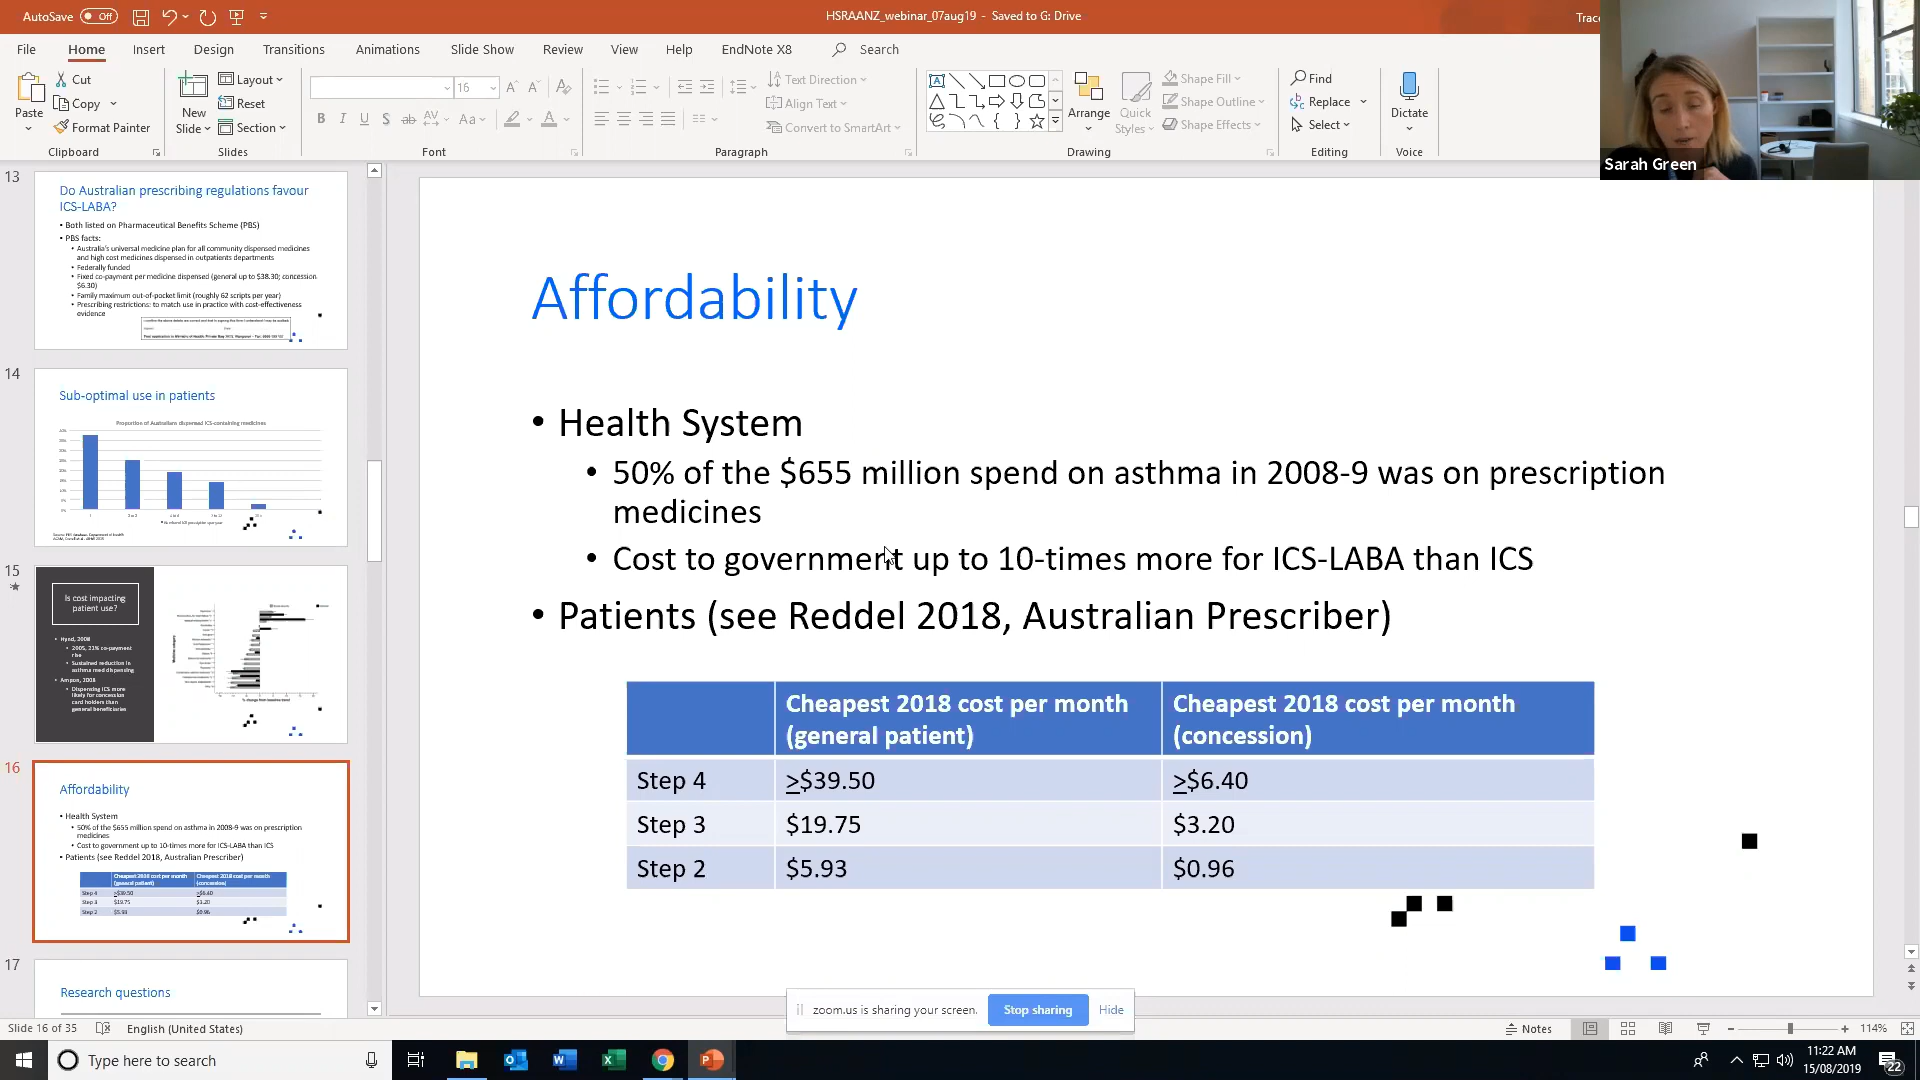 AutoSave Off
HSRAANZ_webinar_07aug19 - Saved to G: Drive
File Home Insert Design Transitions Animations Slide Show Review View Help EndNote X8 Search
Paste
Cut
Copy
Format Painter
Clipboard
New Slide
Layout
Reset
Section
Slides
16
B I U S ab AV Aa A
Font
Text Direction
Align Text
Convert to SmartArt
Paragraph
Arrange
Quick Styles
Shape Fill
Shape Outline
Shape Effects
Drawing
Find
Replace
Select
Editing
Dictate
Voice
Sarah Green
13
Do Australian prescribing regulations favour
ICS-LABA?
• Both listed on Pharmaceutical Benefits Scheme (PBS)
• PBS facts:
• Australia's universal medicine plan for all community dispensed medicines
and high cost medicines dispensed in outpatients departments
• Federally funded
• Fixed co-payment per medicine dispensed (general up to $38.30; concession
$6.30)
• Family maximum out-of-pocket limit (roughly 62 scripts per year)
• Prescribing restrictions: to match use in practice with cost-effectiveness
evidence
14
Sub-optimal use in patients
Proportion of Australians dispensed ICS-containing medicines
15
Is cost impacting
patient use?
• Hynd, 2008
• 2005, 21% co-payment
rise
• Sustained reduction in
asthma med dispensing
• Ampon, 2008
• Dispensing ICS more
likely for concession
card holders than
general beneficiaries
16
Affordability
• Health System
• 50% of the $655 million spend on asthma in 2008-9 was on prescription
medicines
• Cost to government up to 10-times more for ICS-LABA than ICS
• Patients (see Reddel 2018, Australian Prescriber)
Cheapest 2018 cost per month (general patient) Cheapest 2018 cost per month (concession)
Step 4 >$39.50 >$6.40
Step 3 $19.75 $3.20
Step 2 $5.93 $0.96
17
Research questions
Affordability
• Health System
• 50% of the $655 million spend on asthma in 2008-9 was on prescription
medicines
• Cost to government up to 10-times more for ICS-LABA than ICS
• Patients (see Reddel 2018, Australian Prescriber)
Cheapest 2018 cost per month Cheapest 2018 cost per month
(general patient) (concession)
Step 4 >$39.50 >$6.40
Step 3 $19.75 $3.20
Step 2 $5.93 $0.96
zoom.us is sharing your screen. Stop sharing Hide
Slide 16 of 35 English (United States) Notes 114%
Type here to search
11:22 AM
15/08/2019
22